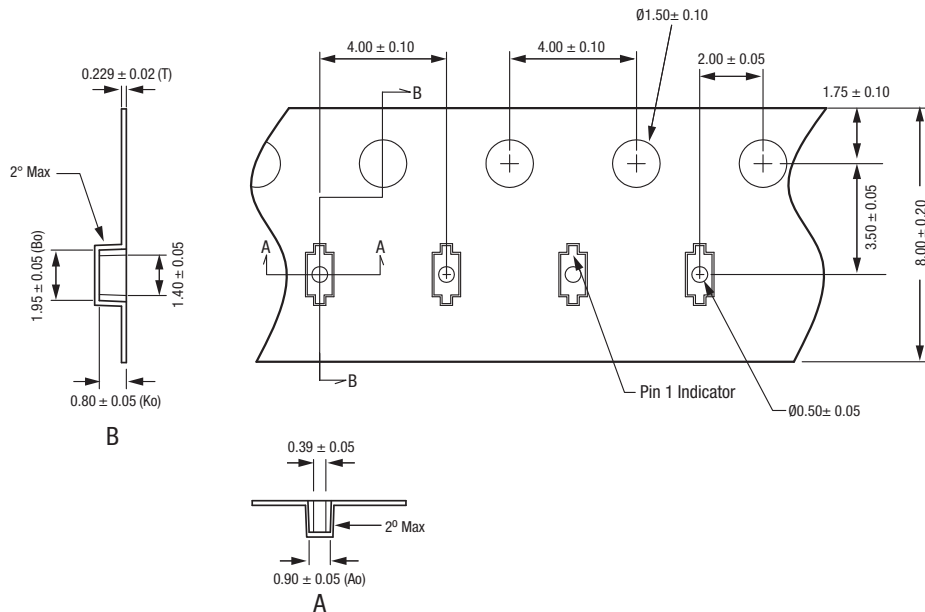 Ø1.50± 0.10
4.00 ± 0.10
4.00 ± 0.10
2.00 ± 0.05
0.229 ± 0.02 (T)
1.75 ± 0.10
B
2° Max
A
A
1.95 ± 0.05 (Bo)
1.40 ± 0.05
3.50 ± 0.05
8.00 ± 0.20
B
Pin 1 Indicator
0.80 ± 0.05 (Ko)
Ø0.50± 0.05
B
0.39 ± 0.05
2º Max
0.90 ± 0.05 (Ao)
A